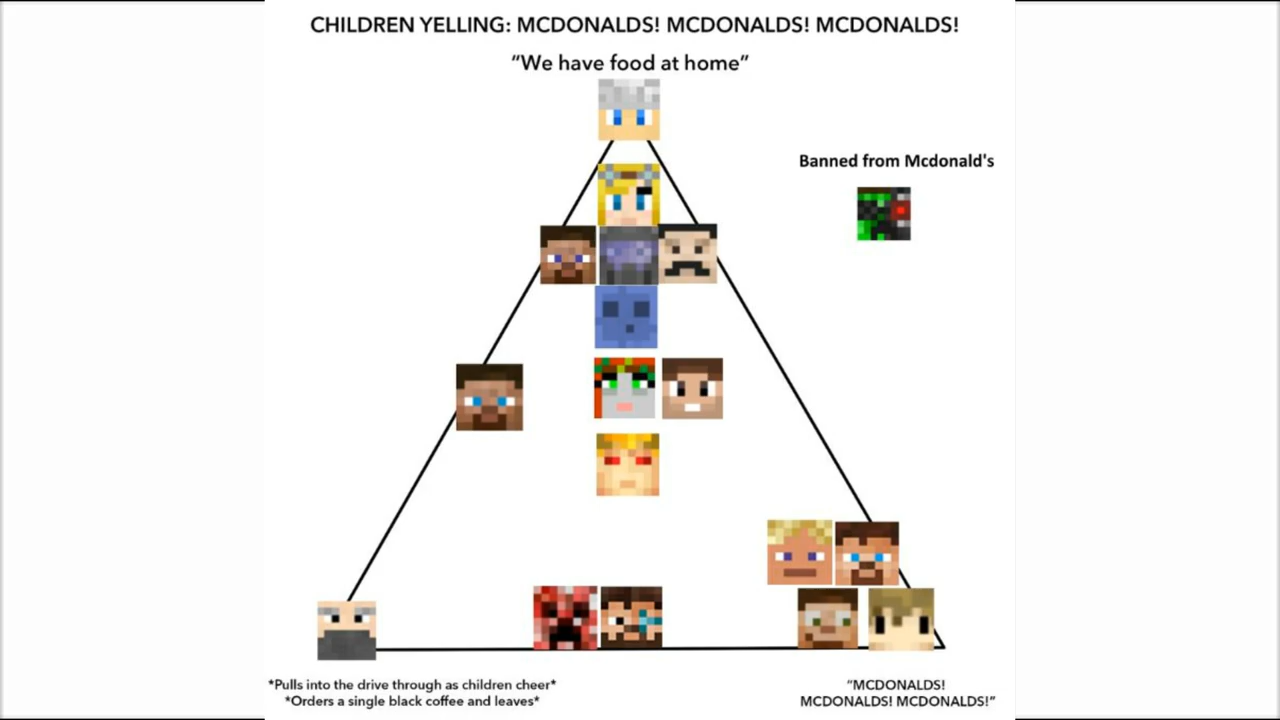 CHILDREN YELLING: MCDONALDS! MCDONALDS! MCDONALDS!
“We have food at home”
Banned from Mcdonald's
*Pulls into the drive through as children cheer*
*Orders a single black coffee and leaves*
“MCDONALDS!
MCDONALDS! MCDONALDS!”